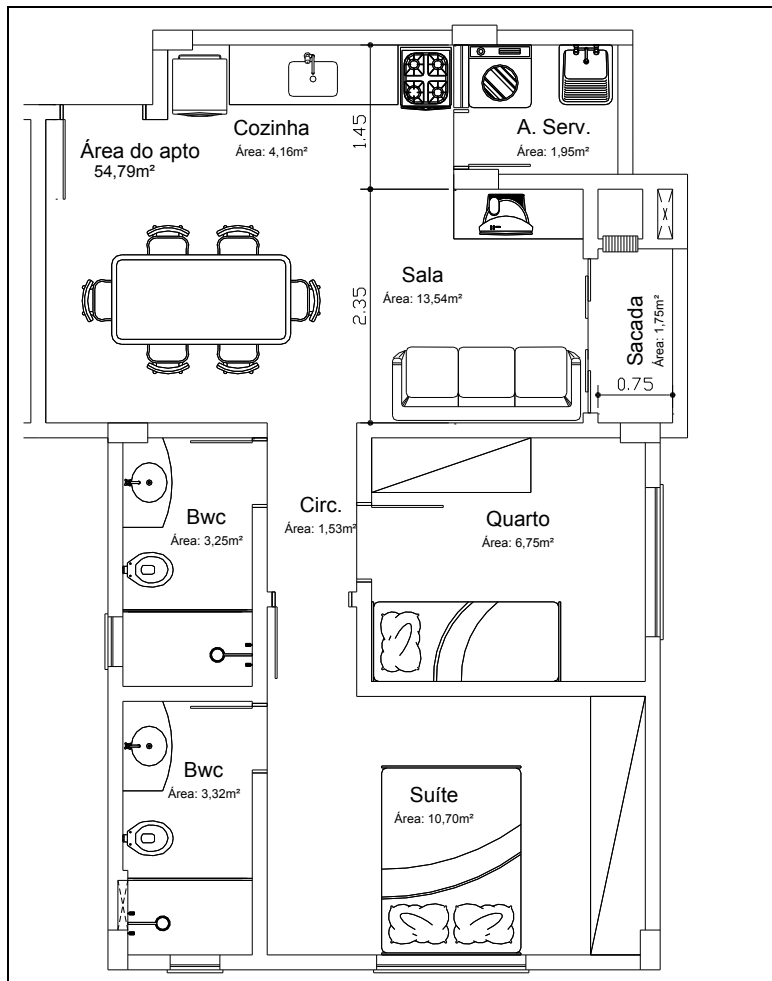 Cozinha
Área: 4,16m²
A. Serv.
Área: 1,95m²
1.45
Área do apto
54,79m²
Sala
Área: 13,54m²
2.35
Sacada
Área: 1,75m²
0.75
Bwc
Área: 3,25m²
Circ.
Área: 1,53m²
Quarto
Área: 6,75m²
Bwc
Área: 3,32m²
Suíte
Área: 10,70m²